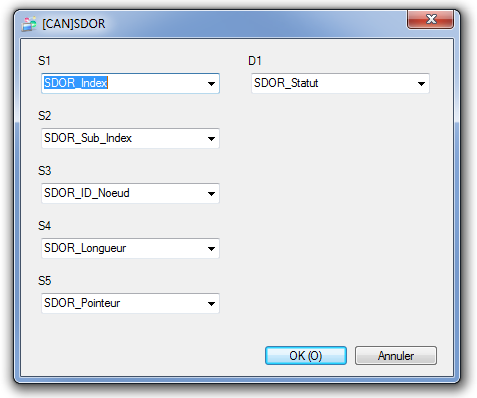 [CAN]SDOR
S1
SDOR_Index
D1
SDOR_Statut
S2
SDOR_Sub_Index
S3
SDOR_ID_Noeud
S4
SDOR_Longueur
S5
SDOR_Pointeur
OK (O)
Annuler